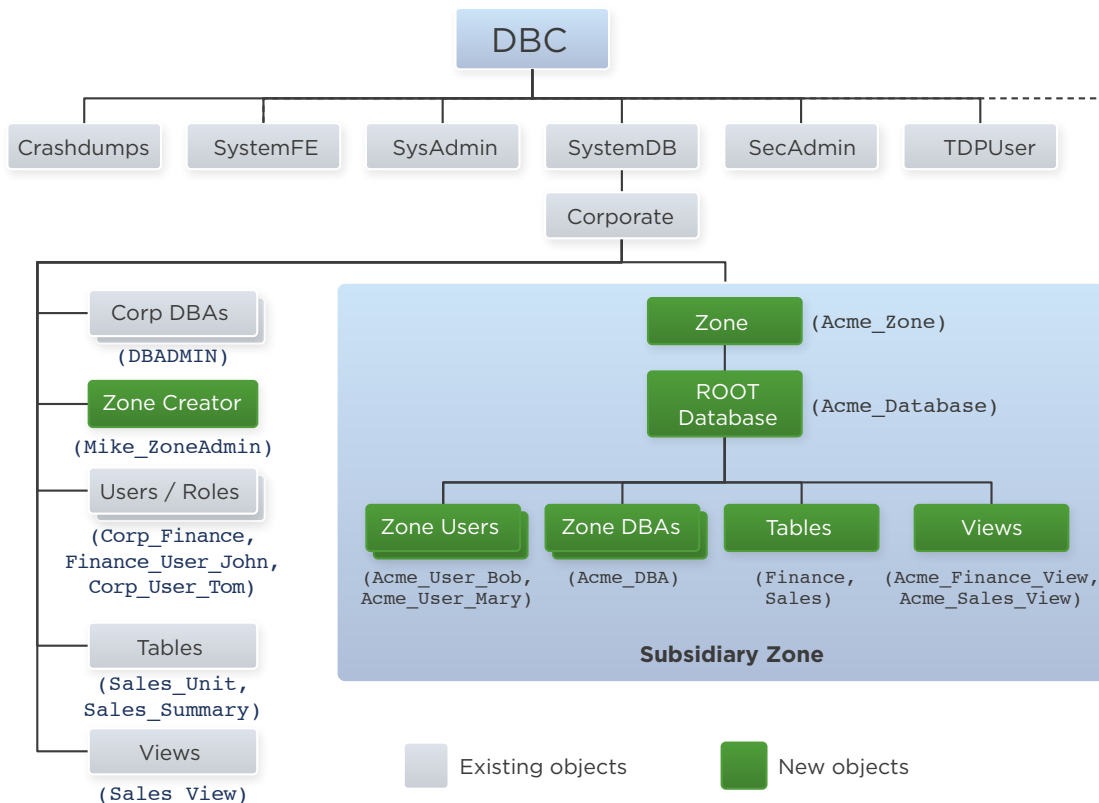 DBC
Crashdumps
SystemFE
SysAdmin
SystemDB
SecAdmin
TDPUser
Corporate
Corp DBAs
(DBADMIN)
Zone Creator
(Mike_ZoneAdmin)
Users / Roles
(Corp_Finance,
Finance_User_John,
Corp_User_Tom)
Tables
(Sales_Unit,
Sales_Summary)
Views
(Sales View)
Zone
(Acme_Zone)
ROOT
Database
(Acme_Database)
Zone Users
(Acme_User_Bob,
Acme_User_Mary)
Zone DBAs
(Acme_DBA)
Tables
(Finance,
Sales)
Views
(Acme_Finance_View,
Acme_Sales_View)
Subsidiary Zone
Existing objects
New objects